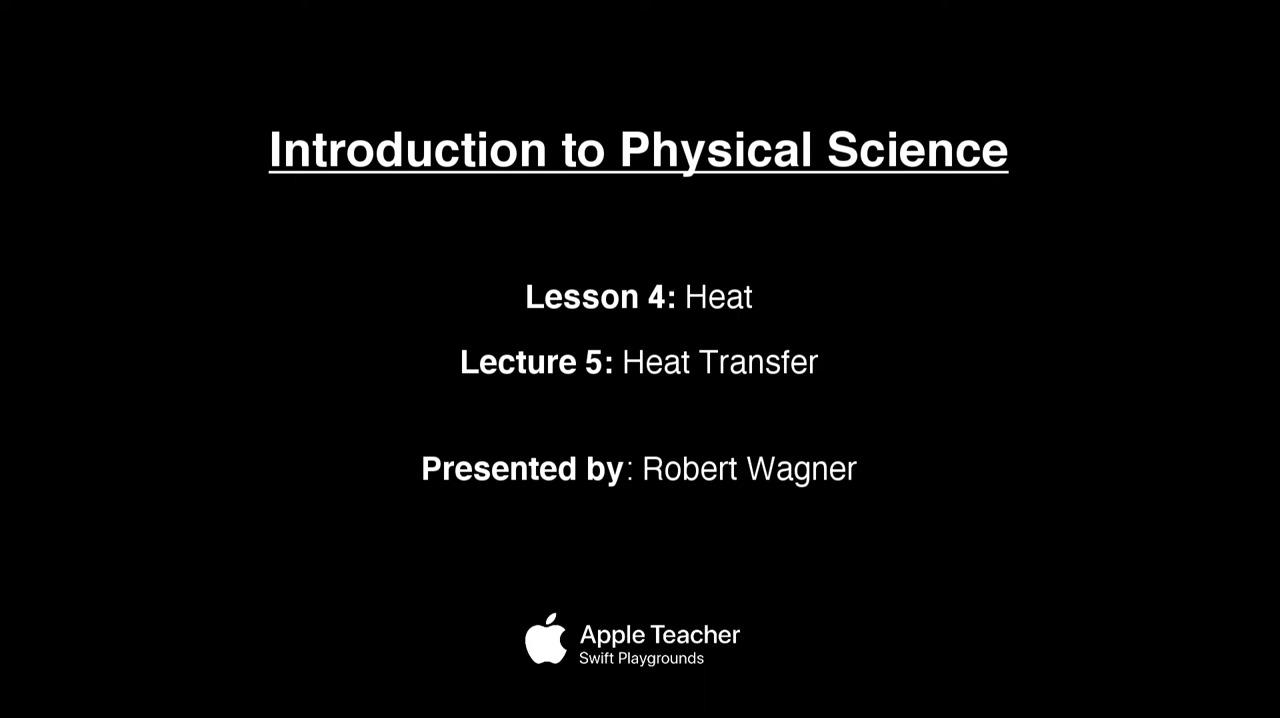 Introduction to Physical Science
Lesson 4: Heat
Lecture 5: Heat Transfer
Presented by: Robert Wagner
Apple Teacher
Swift Playgrounds